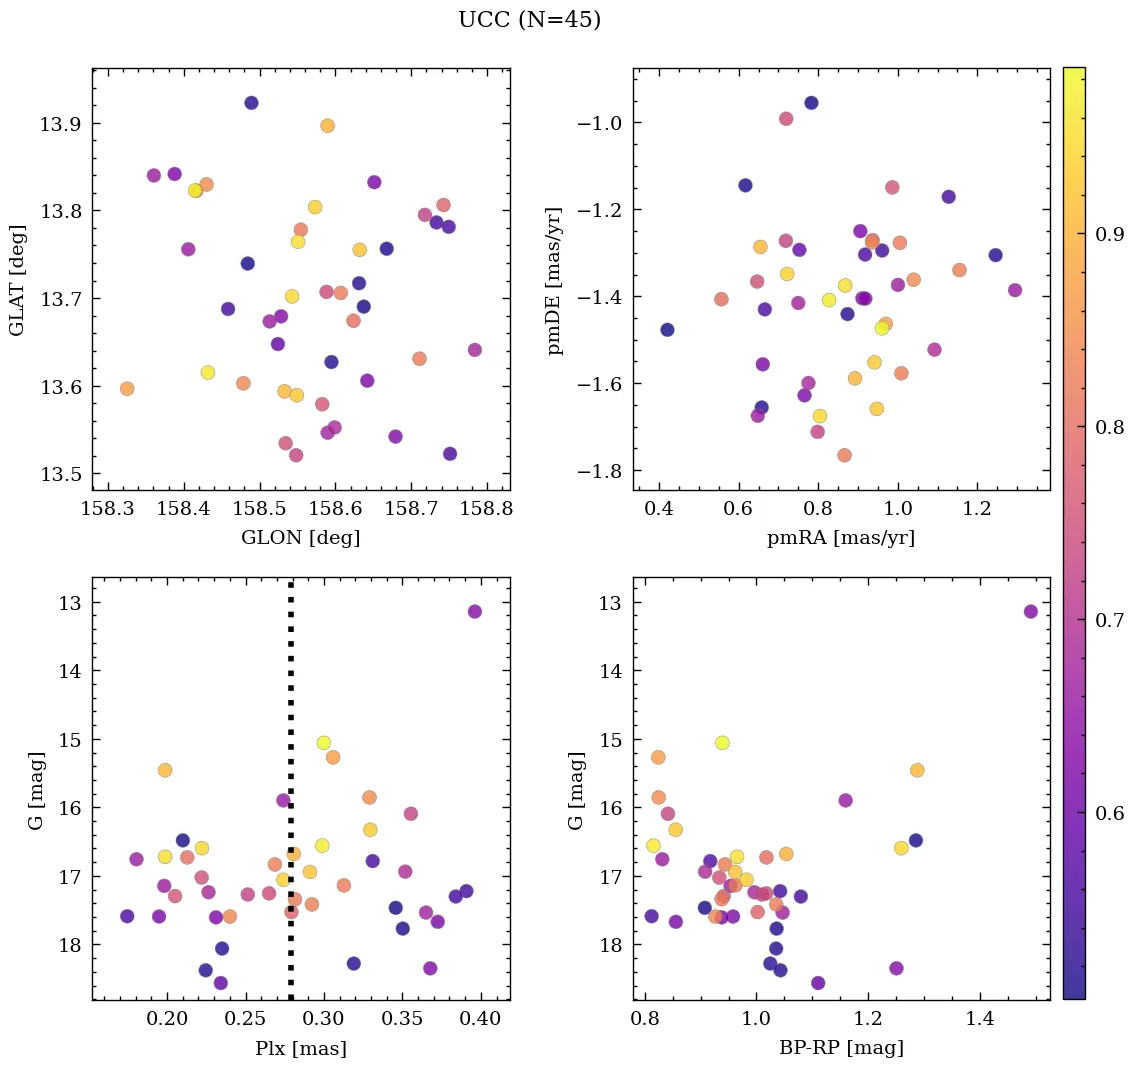 UCC (N=45)
13.9
13.8
13.7
13.6
13.5
GLAT [deg]
158.3 158.4 158.5 158.6 158.7 158.8
GLON [deg]
−1.0
−1.2
−1.4
−1.6
−1.8
pmDE [mas/yr]
0.4 0.6 0.8 1.0 1.2
pmRA [mas/yr]
13
14
15
16
17
18
G [mag]
0.20 0.25 0.30 0.35 0.40
Plx [mas]
13
14
15
16
17
18
G [mag]
0.8 1.0 1.2 1.4
BP-RP [mag]
0.9
0.8
0.7
0.6